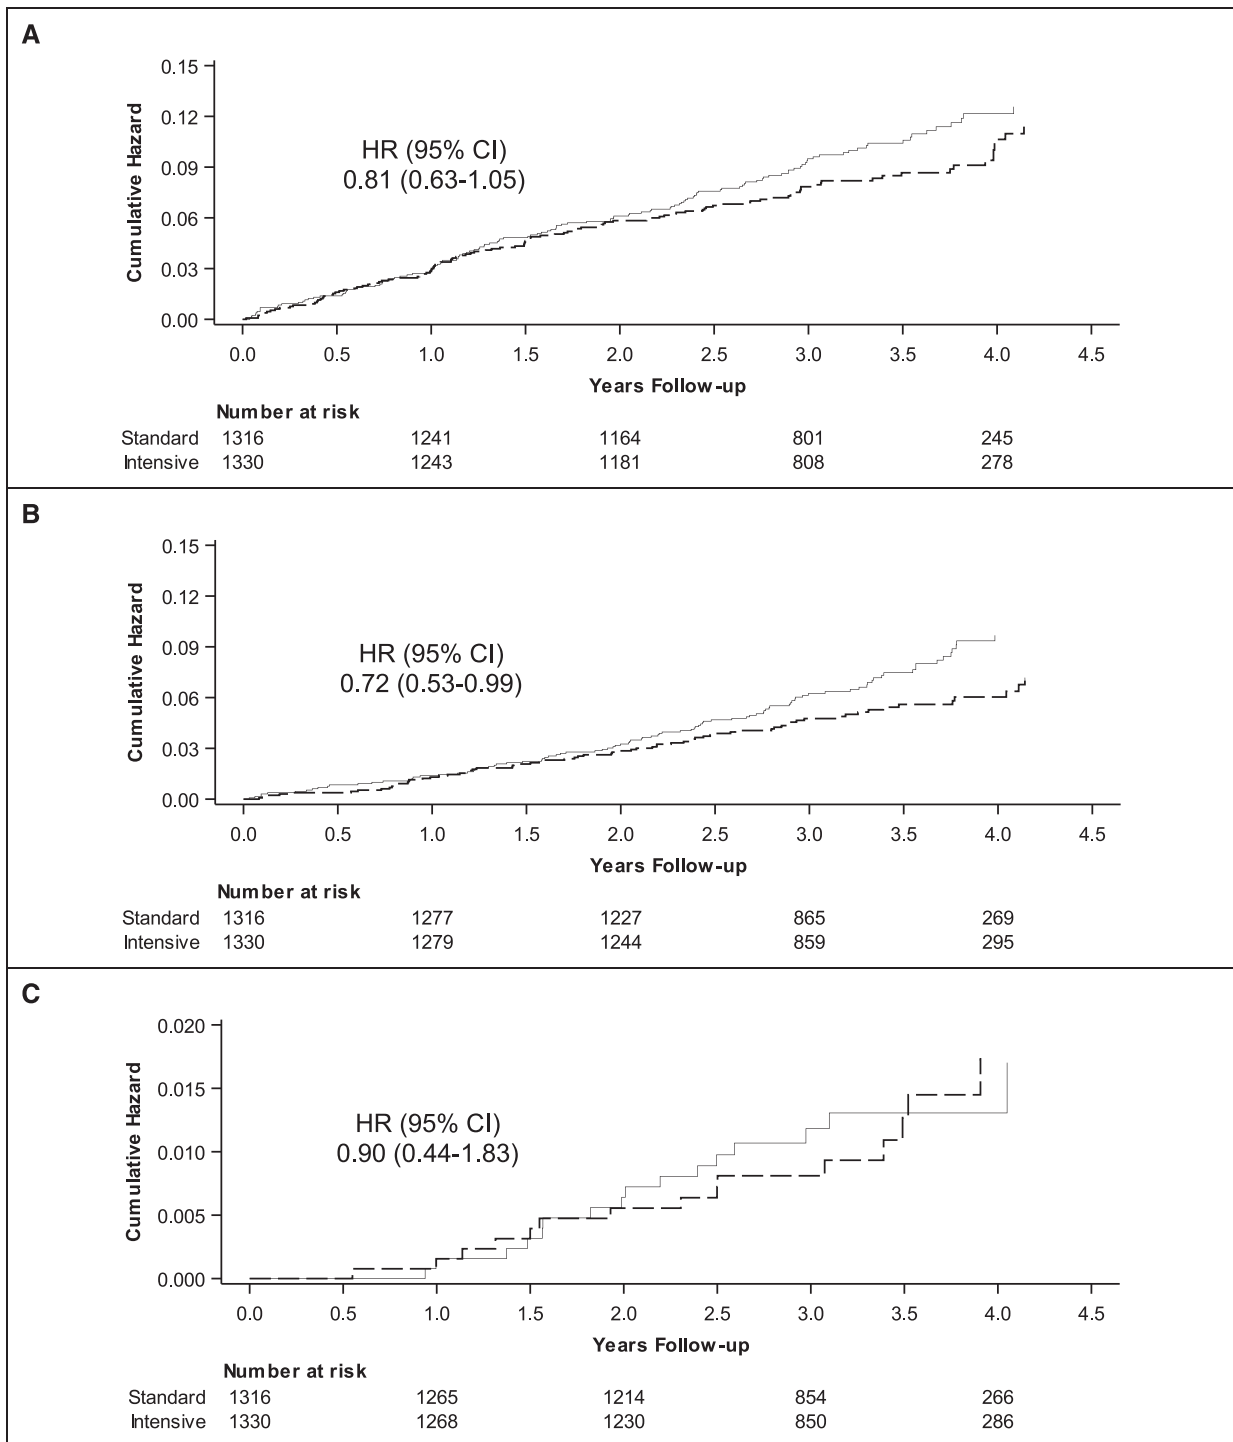 A
Cumulative Hazard
0.15
0.12
0.09
0.06
0.03
0.00
HR (95% CI)
0.81 (0.63-1.05)
0.0 0.5 1.0 1.5 2.0 2.5 3.0 3.5 4.0 4.5
Years Follow-up
Number at risk
Standard 1316 1241 1164 801 245
Intensive 1330 1243 1181 808 278
B
Cumulative Hazard
0.15
0.12
0.09
0.06
0.03
0.00
HR (95% CI)
0.72 (0.53-0.99)
0.0 0.5 1.0 1.5 2.0 2.5 3.0 3.5 4.0 4.5
Years Follow-up
Number at risk
Standard 1316 1277 1227 865 269
Intensive 1330 1279 1244 859 295
C
Cumulative Hazard
0.020
0.015
0.010
0.005
0.000
HR (95% CI)
0.90 (0.44-1.83)
0.0 0.5 1.0 1.5 2.0 2.5 3.0 3.5 4.0 4.5
Years Follow-up
Number at risk
Standard 1316 1265 1214 854 266
Intensive 1330 1268 1230 850 286